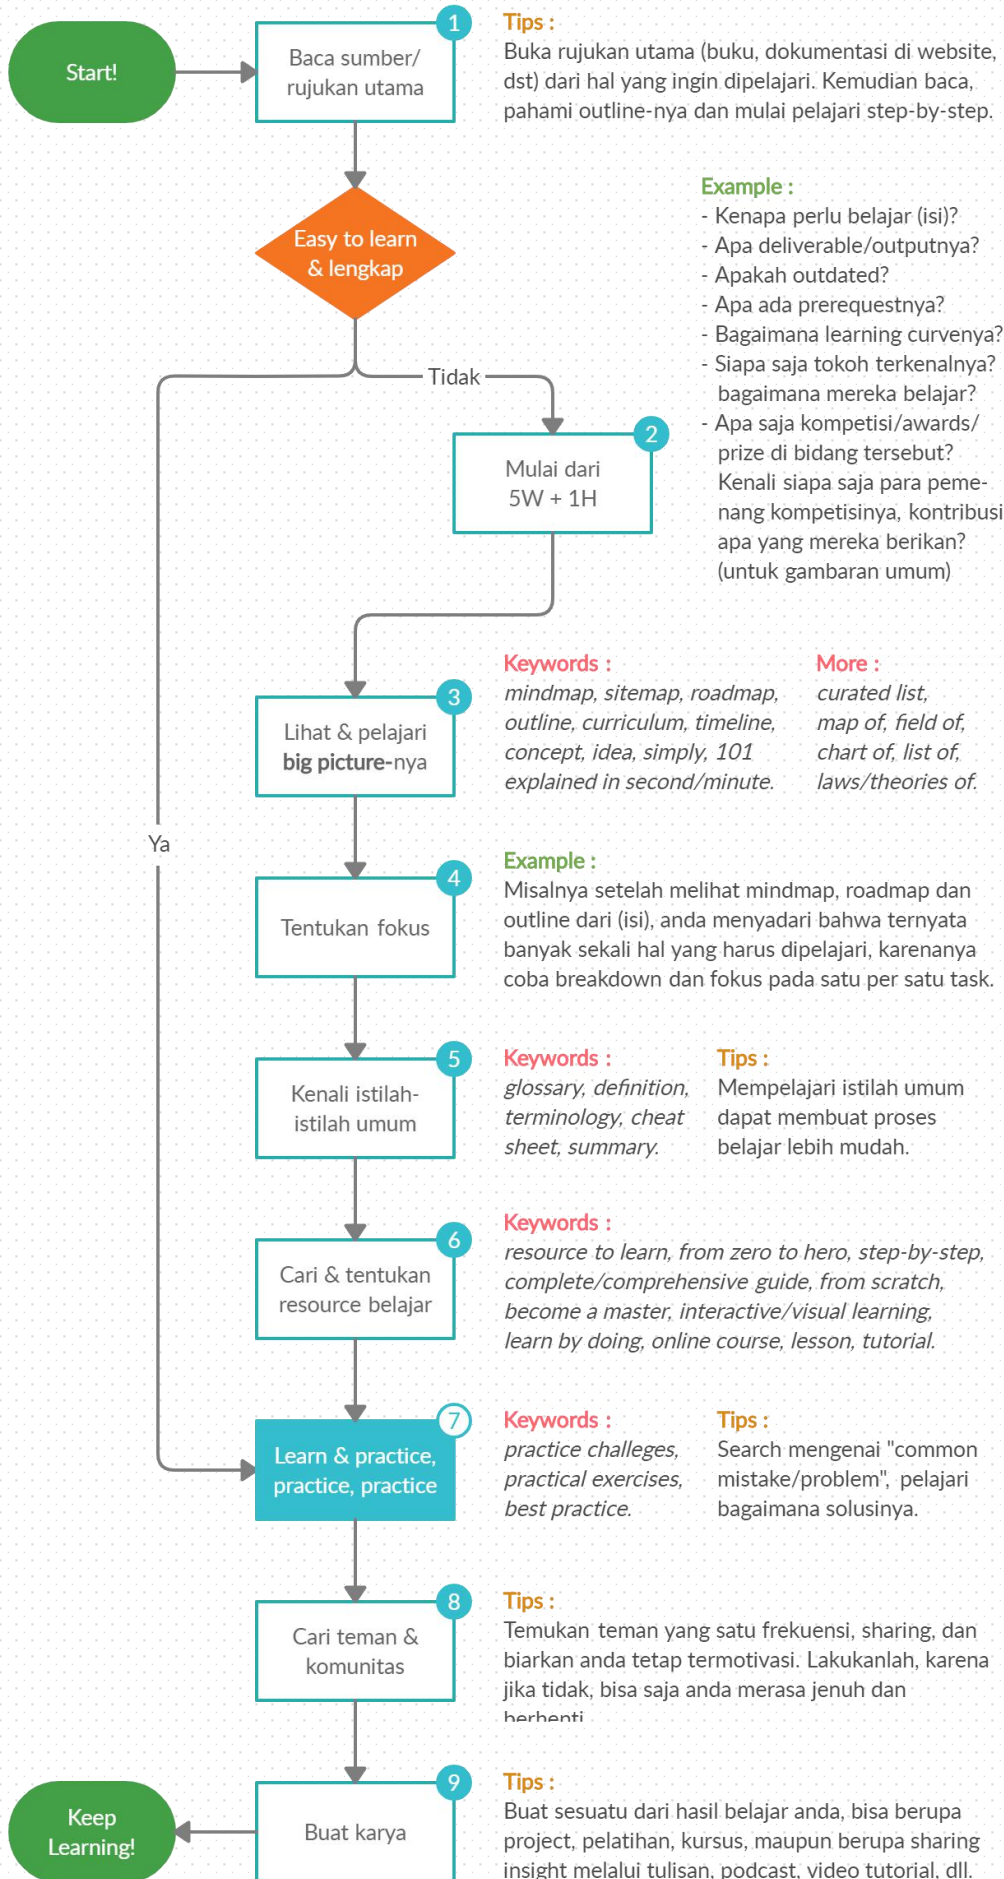 Start!
1
Baca sumber/
rujukan utama
Tips :
Buka rujukan utama (buku, dokumentasi di website,
dst) dari hal yang ingin dipelajari. Kemudian baca,
pahami outline-nya dan mulai pelajari step-by-step.
Easy to learn
& lengkap
Example :
- Kenapa perlu belajar (isi)?
- Apa deliverable/outputnya?
- Apakah outdated?
- Apa ada prerequestnya?
- Bagaimana learning curvenya?
- Siapa saja tokoh terkenalnya?
bagaimana mereka belajar?
- Apa saja kompetisi/awards/
prize di bidang tersebut?
Kenali siapa saja para peme-
nang kompetisinya, kontribusi
apa yang mereka berikan?
(untuk gambaran umum)
Tidak
2
Mulai dari
5W + 1H
3
Lihat & pelajari
big picture-nya
Keywords :
mindmap, sitemap, roadmap,
outline, curriculum, timeline,
concept, idea, simply, 101
explained in second/minute.
More :
curated list,
map of, field of,
chart of, list of,
laws/theories of.
Ya
4
Tentukan fokus
Example :
Misalnya setelah melihat mindmap, roadmap dan
outline dari (isi), anda menyadari bahwa ternyata
banyak sekali hal yang harus dipelajari, karenanya
coba breakdown dan fokus pada satu per satu task.
5
Kenali istilah-
istilah umum
Keywords :
glossary, definition,
terminology, cheat
sheet, summary.
Tips :
Mempelajari istilah umum
dapat membuat proses
belajar lebih mudah.
6
Cari & tentukan
resource belajar
Keywords :
resource to learn, from zero to hero, step-by-step,
complete/comprehensive guide, from scratch,
become a master, interactive/visual learning,
learn by doing, online course, lesson, tutorial.
7
Learn & practice,
practice, practice
Keywords :
practice challeges,
practical exercises,
best practice.
Tips :
Search mengenai "common
mistake/problem", pelajari
bagaimana solusinya.
8
Cari teman &
komunitas
Tips :
Temukan teman yang satu frekuensi, sharing, dan
biarkan anda tetap termotivasi. Lakukanlah, karena
jika tidak, bisa saja anda merasa jenuh dan
berhenti
9
Buat karya
Keep
Learning!
Tips :
Buat sesuatu dari hasil belajar anda, bisa berupa
project, pelatihan, kursus, maupun berupa sharing
insight melalui tulisan, podcast, video tutorial, dll.